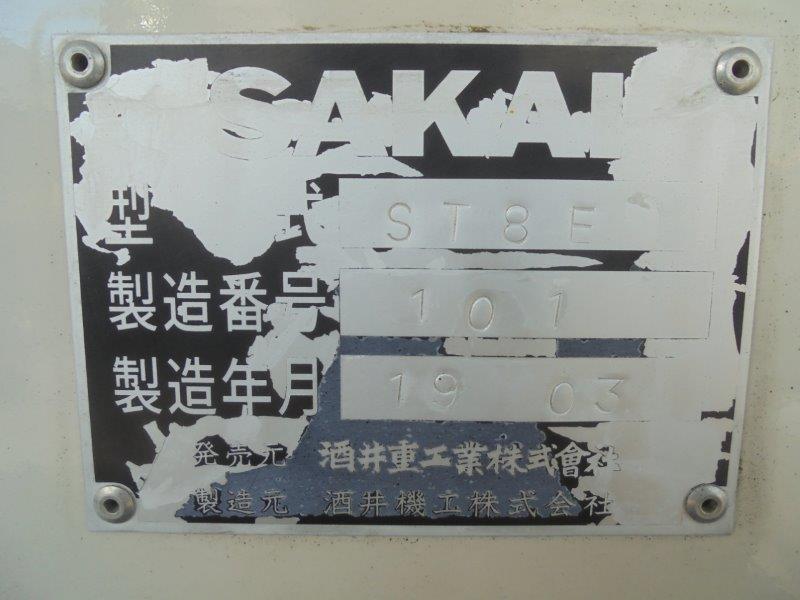 SAKAI
型式 ST8E
製造番号 101
製造年月 19 03
発売元 酒井重工業株式會社
製造元 酒井機工株式会社